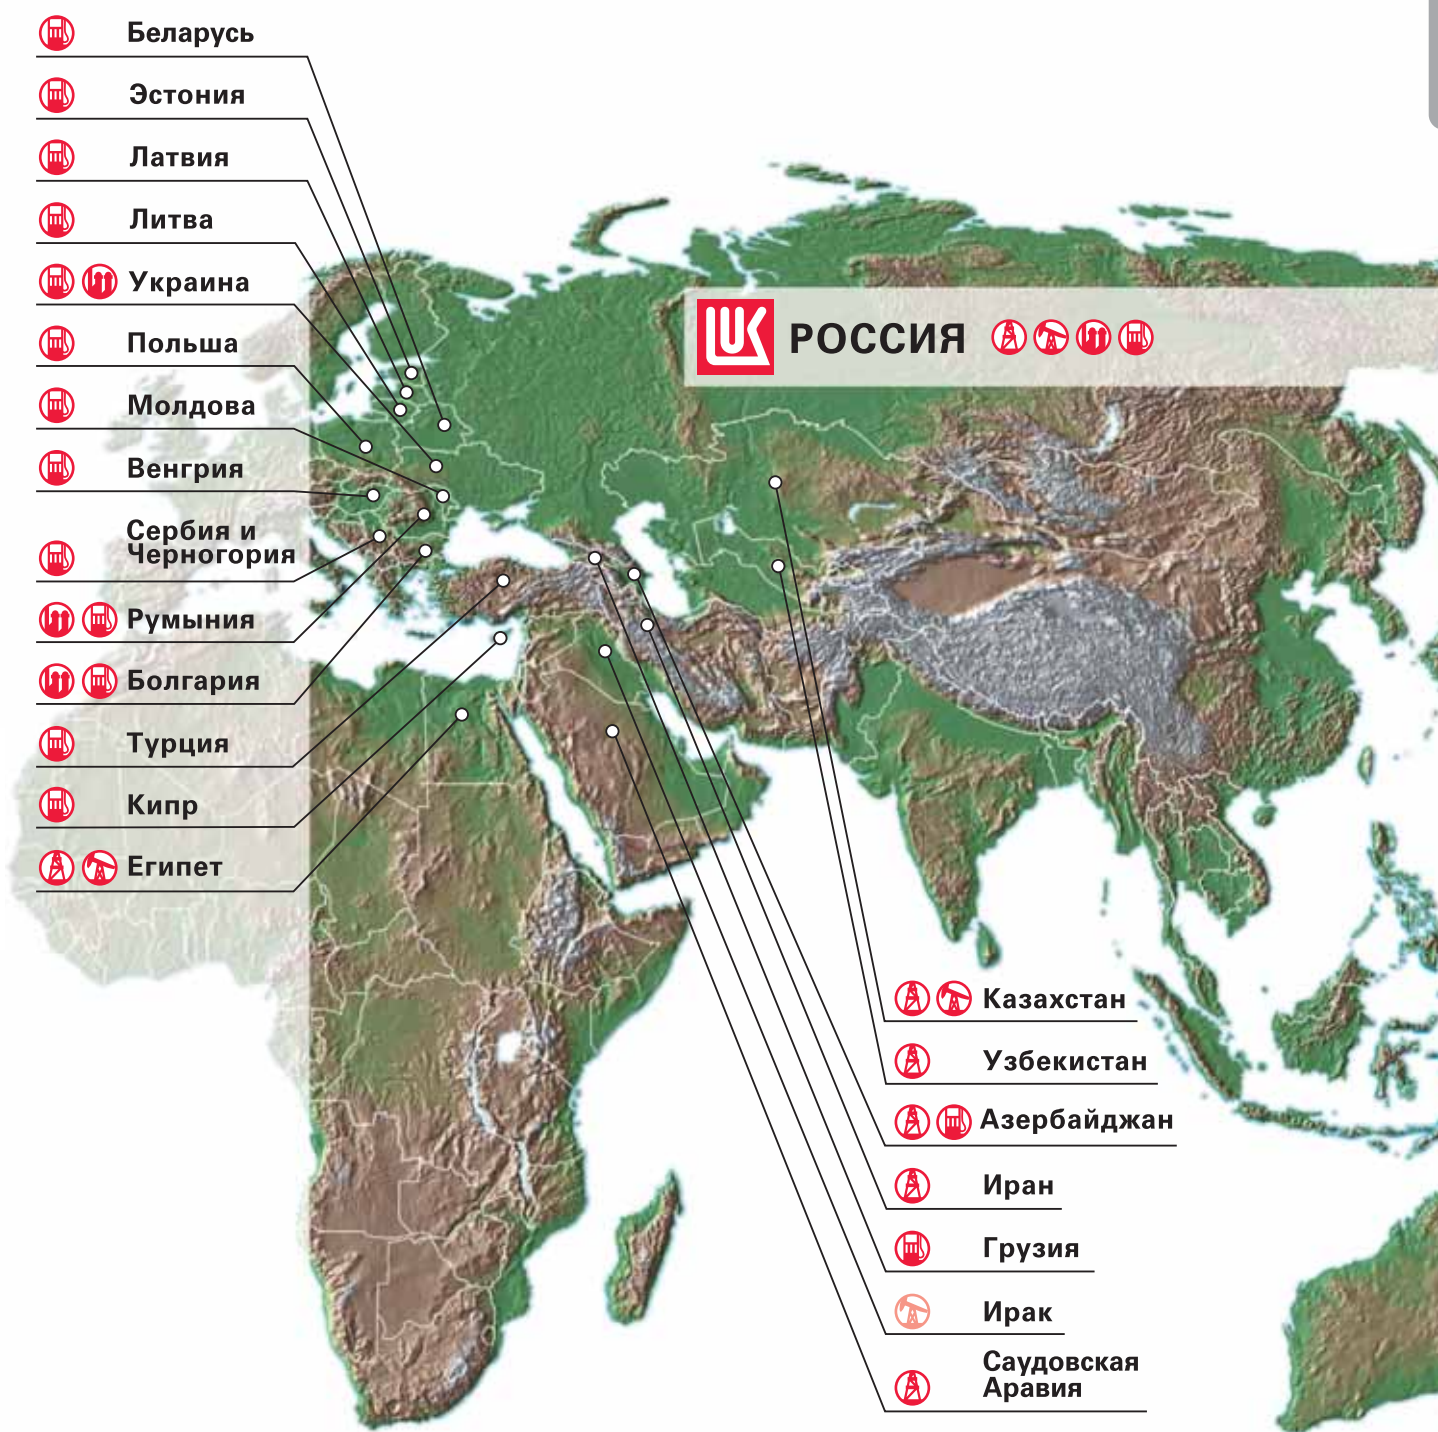 Беларусь
Эстония
Латвия
Литва
Украина
Польша
Молдова
Венгрия
Сербия и
Черногория
Румыния
Болгария
Турция
Кипр
Египет
LUK РОССИЯ
Казахстан
Узбекистан
Азербайджан
Иран
Грузия
Ирак
Саудовская
Аравия